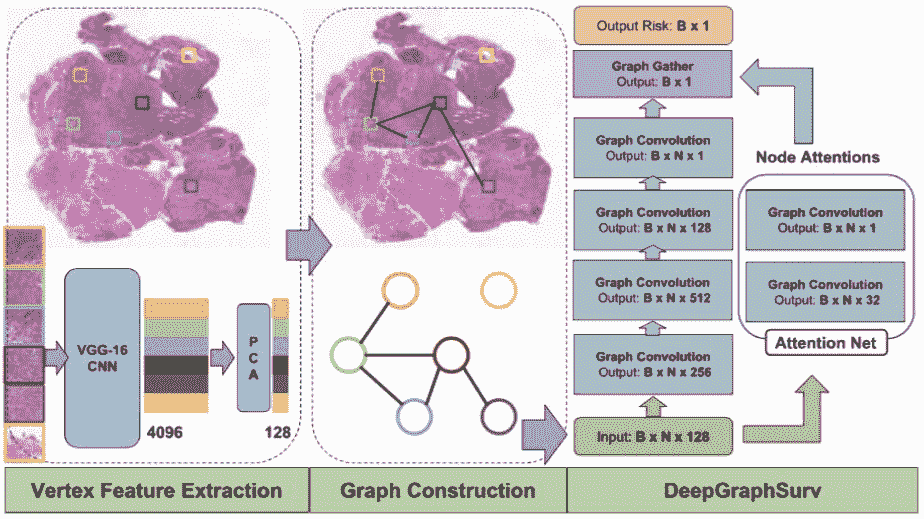 VGG-16
CNN
4096
P
C
A
128
Vertex Feature Extraction
Graph Construction
Output Risk: B x 1
Graph Gather
Output: B x 1
Graph Convolution
Output: B x N x 1
Graph Convolution
Output: B x N x 128
Graph Convolution
Output: B x N x 512
Graph Convolution
Output: B x N x 256
Input: B x N x 128
Node Attentions
Graph Convolution
Output: B x N x 1
Graph Convolution
Output: B x N x 32
Attention Net
DeepGraphSurv